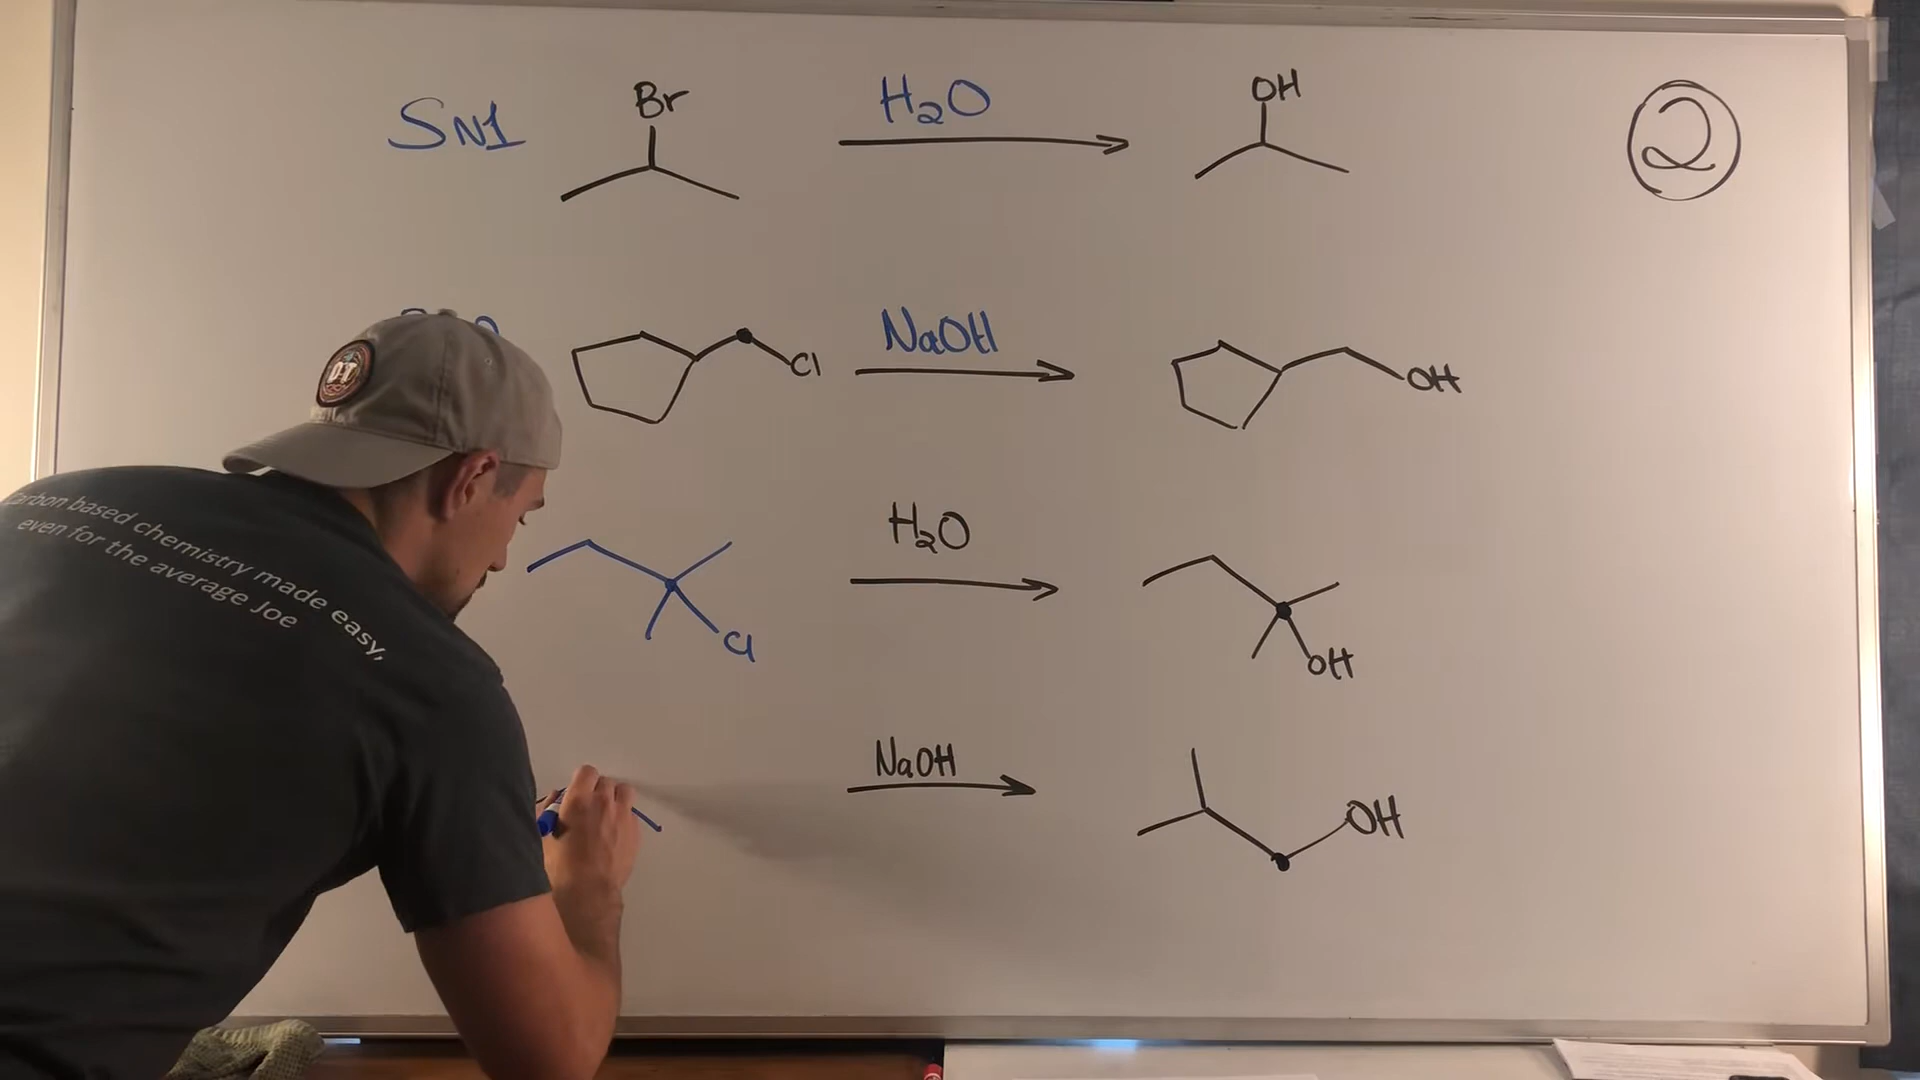 SN1 Br H2O OH 2
Cl NaOH OH
H2O
Cl OH
NaOH OH
Carbon based chemistry made easy,
even for the average Joe